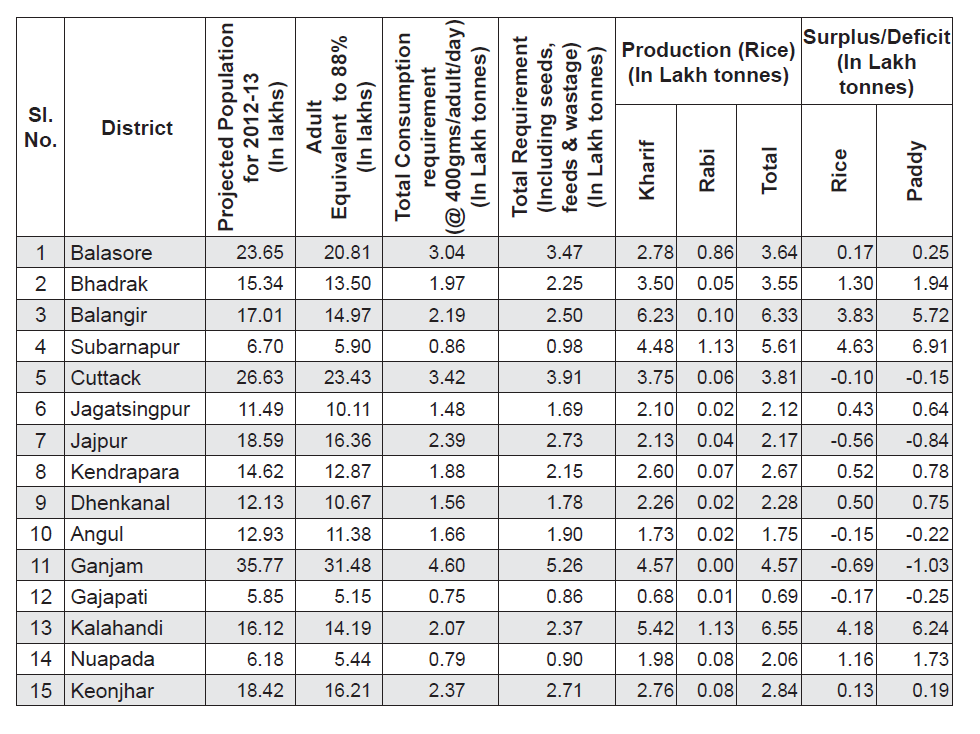 Sl. No. District Projected Population for 2012-13 (In lakhs) Adult Equivalent to 88% (In lakhs) Total Consumption requirement (@ 400gms/adult/day) (In Lakh tonnes) Total Requirement (Including seeds, feeds & wastage) (In Lakh tonnes) Production (Rice) (In Lakh tonnes) Surplus/Deficit (In Lakh tonnes)
Kharif Rabi Total Rice Paddy
1 Balasore 23.65 20.81 3.04 3.47 2.78 0.86 3.64 0.17 0.25
2 Bhadrak 15.34 13.50 1.97 2.25 3.50 0.05 3.55 1.30 1.94
3 Balangir 17.01 14.97 2.19 2.50 6.23 0.10 6.33 3.83 5.72
4 Subarnapur 6.70 5.90 0.86 0.98 4.48 1.13 5.61 4.63 6.91
5 Cuttack 26.63 23.43 3.42 3.91 3.75 0.06 3.81 -0.10 -0.15
6 Jagatsingpur 11.49 10.11 1.48 1.69 2.10 0.02 2.12 0.43 0.64
7 Jajpur 18.59 16.36 2.39 2.73 2.13 0.04 2.17 -0.56 -0.84
8 Kendrapara 14.62 12.87 1.88 2.15 2.60 0.07 2.67 0.52 0.78
9 Dhenkanal 12.13 10.67 1.56 1.78 2.26 0.02 2.28 0.50 0.75
10 Angul 12.93 11.38 1.66 1.90 1.73 0.02 1.75 -0.15 -0.22
11 Ganjam 35.77 31.48 4.60 5.26 4.57 0.00 4.57 -0.69 -1.03
12 Gajapati 5.85 5.15 0.75 0.86 0.68 0.01 0.69 -0.17 -0.25
13 Kalahandi 16.12 14.19 2.07 2.37 5.42 1.13 6.55 4.18 6.24
14 Nuapada 6.18 5.44 0.79 0.90 1.98 0.08 2.06 1.16 1.73
15 Keonjhar 18.42 16.21 2.37 2.71 2.76 0.08 2.84 0.13 0.19